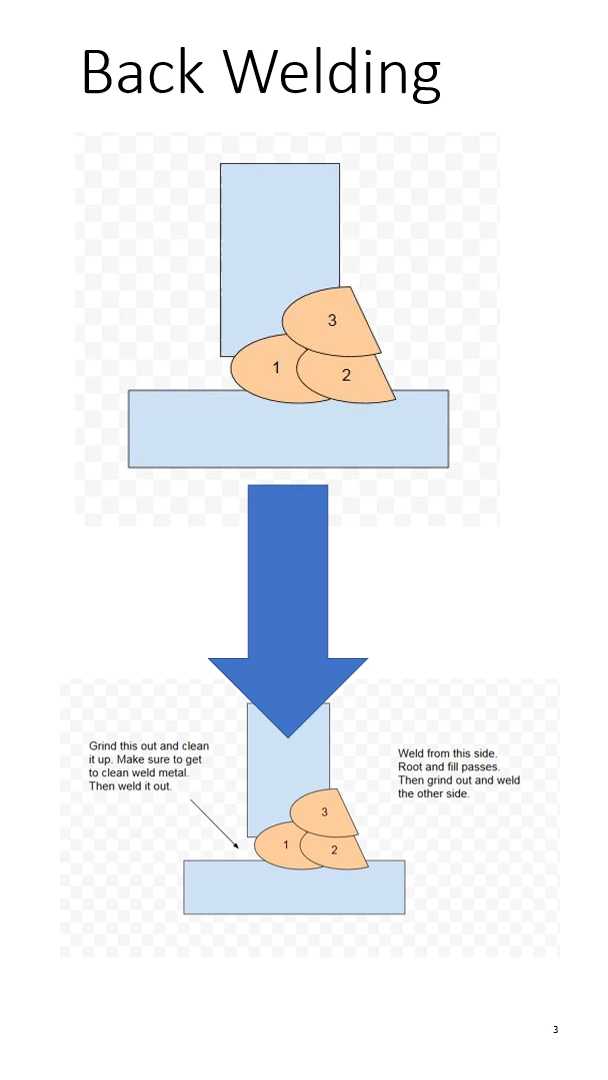 Back Welding
3
1
2
Grind this out and clean
it up. Make sure to get
to clean weld metal.
Then weld it out.
Weld from this side.
Root and fill passes.
Then grind out and weld
the other side.
3
1
2
3